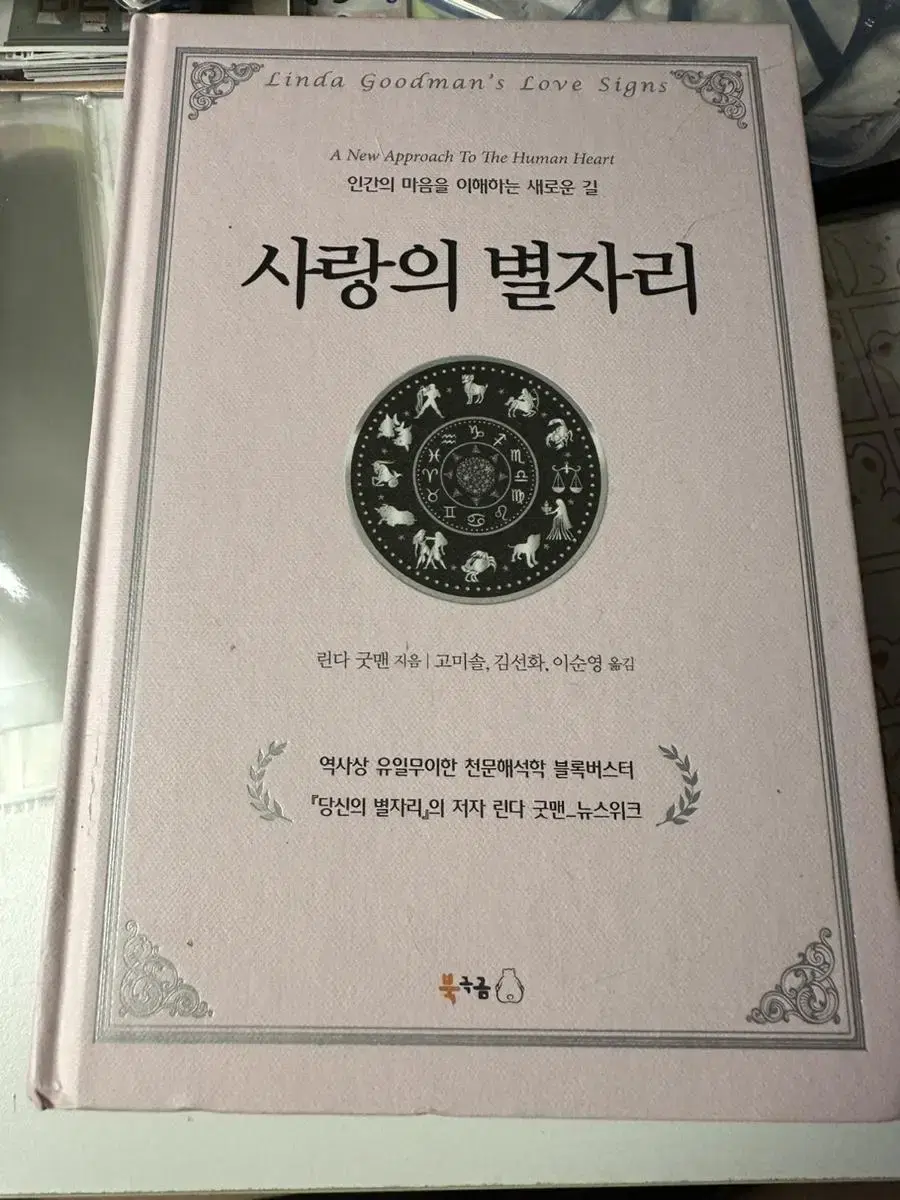 Linda Goodman's Love Signs
A New Approach To The Human Heart
인간의 마음을 이해하는 새로운 길
사랑의 별자리
린다 굿맨 지음 | 고미솔, 김선화, 이순영 옮김
역사상 유일무이한 천문해석학 블록버스터
『당신의 별자리』의 저자 린다 굿맨_뉴스위크
북극곰